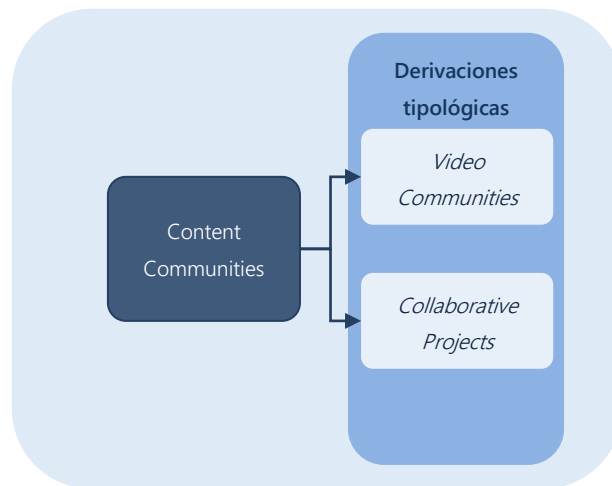 Derivaciones
tipológicas
Video
Communities
Content
Communities
Collaborative
Projects